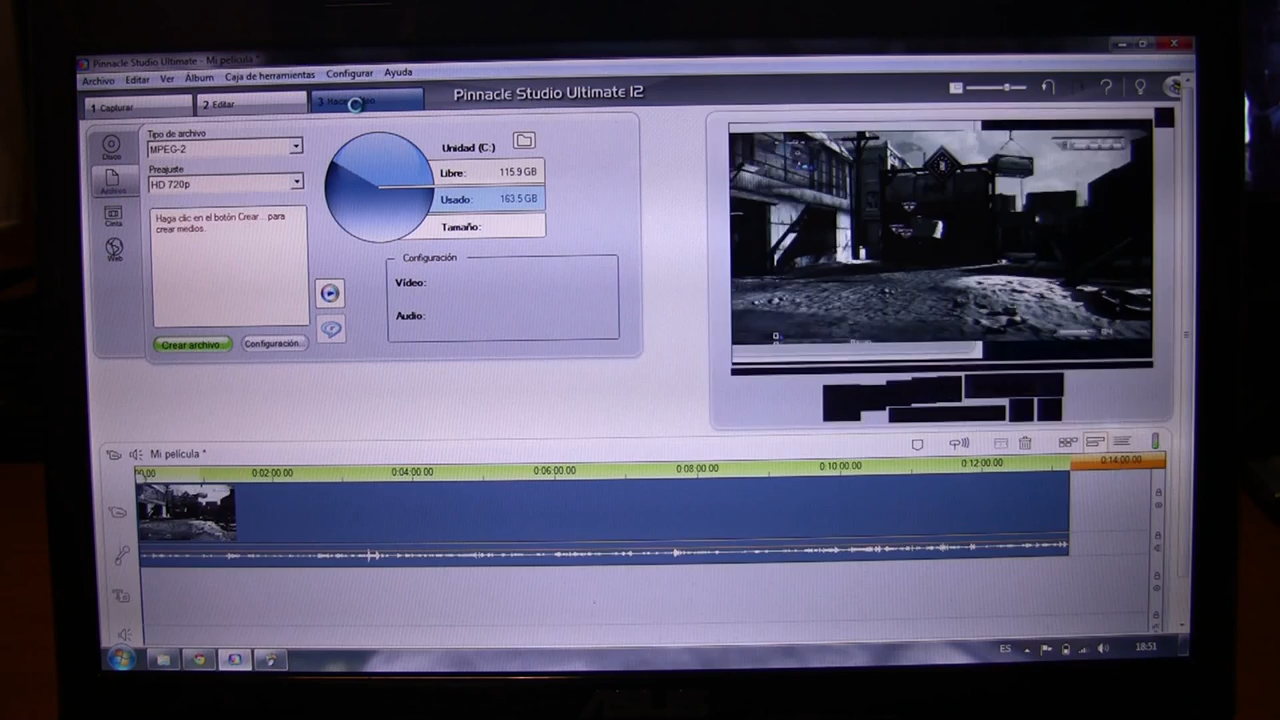 Pinnacle Studio Ultimate - Mi película *
Archivo Editar Ver Álbum Caja de herramientas Configurar Ayuda
1 Capturar
2 Editar
Pinnacle Studio Ultimate 12
Disco
Archivo
Cinta
Web
Tipo de archivo
MPEG-2
Preajuste
HD 720p
Haga clic en el botón Crear... para
crear medios.
Crear archivo...
Configuración...
Unidad (C:)
Libre: 115.9 GB
Usado: 163.5 GB
Tamaño:
Configuración
Vídeo:
Audio:
Mi película *
0:02:00.00 0:04:00.00 0:06:00.00 0:08:00.00 0:10:00.00 0:12:00.00 0:14:00.00
ES
18:51